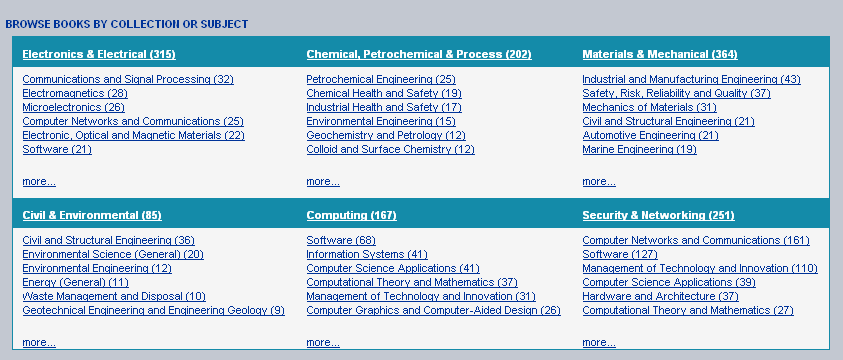 BROWSE BOOKS BY COLLECTION OR SUBJECT
Electronics & Electrical (315)
Communications and Signal Processing (32)
Electromagnetics (28)
Microelectronics (26)
Computer Networks and Communications (25)
Electronic, Optical and Magnetic Materials (22)
Software (21)
more...
Chemical, Petrochemical & Process (202)
Petrochemical Engineering (25)
Chemical Health and Safety (19)
Industrial Health and Safety (17)
Environmental Engineering (15)
Geochemistry and Petrology (12)
Colloid and Surface Chemistry (12)
more...
Materials & Mechanical (364)
Industrial and Manufacturing Engineering (43)
Safety, Risk, Reliability and Quality (37)
Mechanics of Materials (31)
Civil and Structural Engineering (21)
Automotive Engineering (21)
Marine Engineering (19)
more...
Civil & Environmental (85)
Civil and Structural Engineering (36)
Environmental Science (General) (20)
Environmental Engineering (12)
Energy (General) (11)
Waste Management and Disposal (10)
Geotechnical Engineering and Engineering Geology (9)
more...
Computing (167)
Software (68)
Information Systems (41)
Computer Science Applications (41)
Computational Theory and Mathematics (37)
Management of Technology and Innovation (31)
Computer Graphics and Computer-Aided Design (26)
more...
Security & Networking (251)
Computer Networks and Communications (161)
Software (127)
Management of Technology and Innovation (110)
Computer Science Applications (39)
Hardware and Architecture (37)
Computational Theory and Mathematics (27)
more...